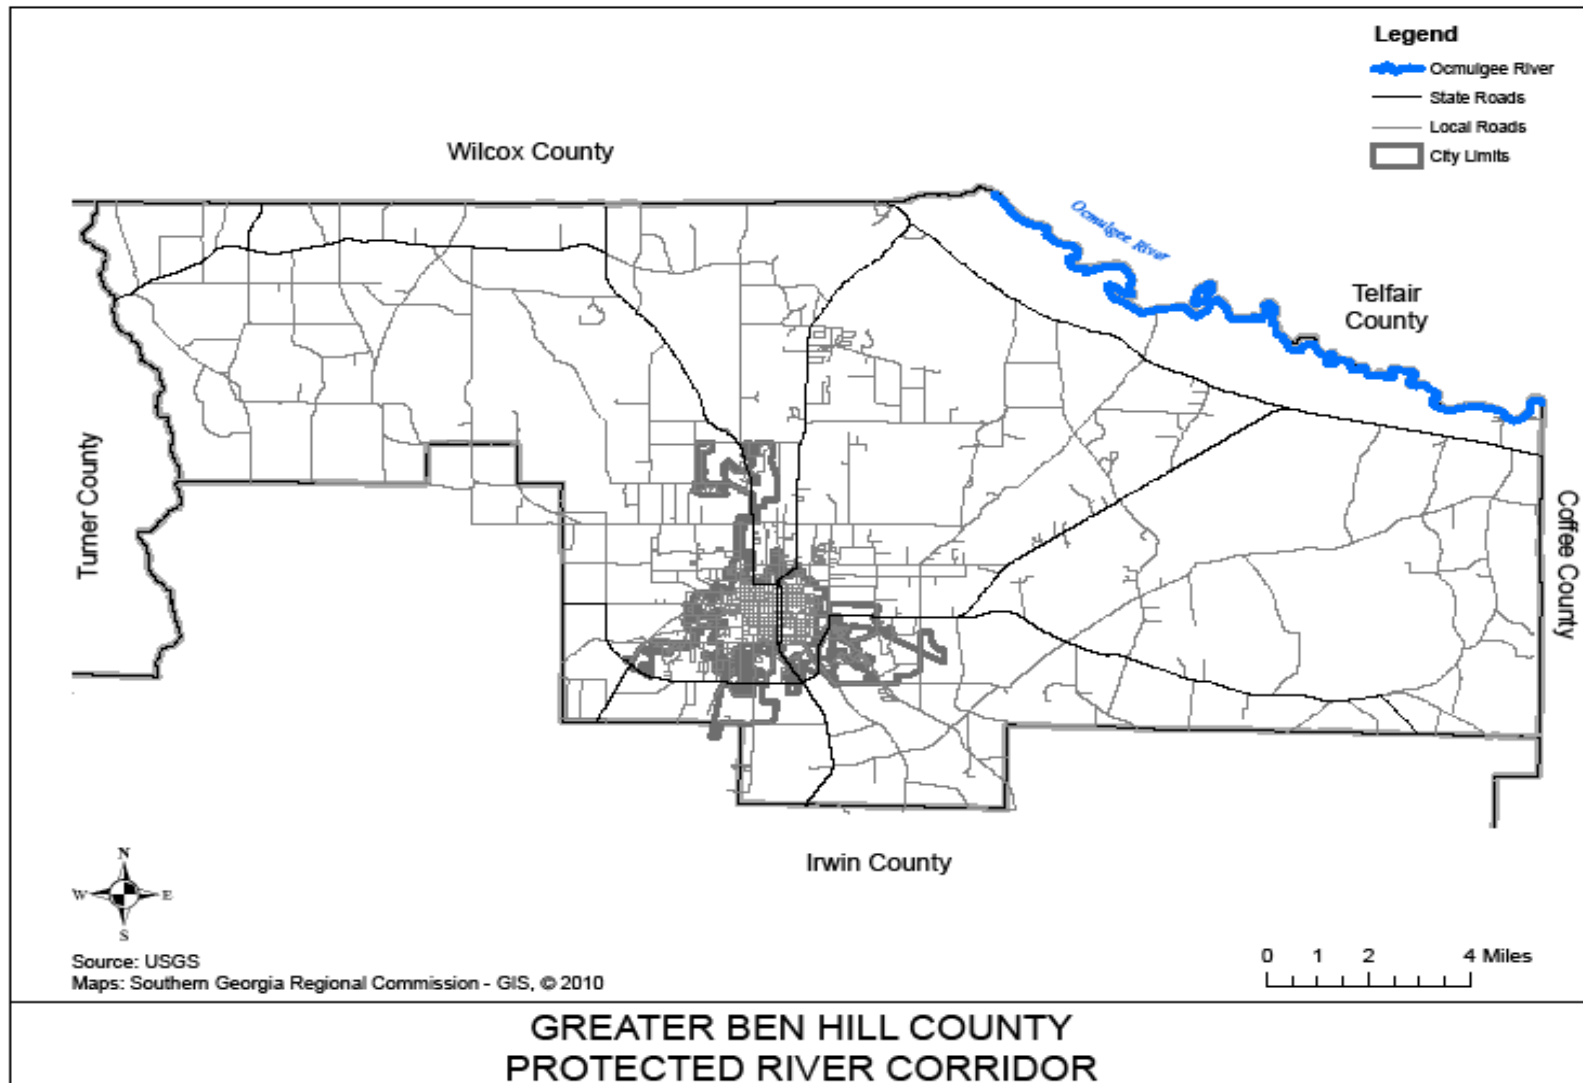 Legend
Ocmulgee River
State Roads
Local Roads
City Limits
Wilcox County
Ocmulgee River
Telfair
County
Turner County
Coffee County
Irwin County
N
W
E
S
Source: USGS
Maps: Southern Georgia Regional Commission - GIS, © 2010
0 1 2 4 Miles
GREATER BEN HILL COUNTY
PROTECTED RIVER CORRIDOR